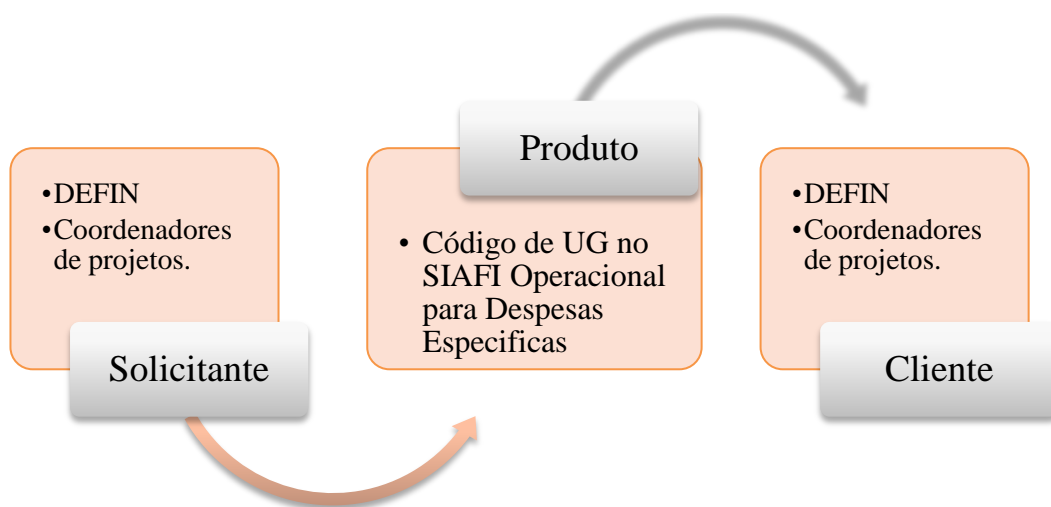 •DEFIN
•Coordenadores
de projetos.
Solicitante
Produto
• Código de UG no
SIAFI Operacional
para Despesas
Especificas
•DEFIN
•Coordenadores
de projetos.
Cliente